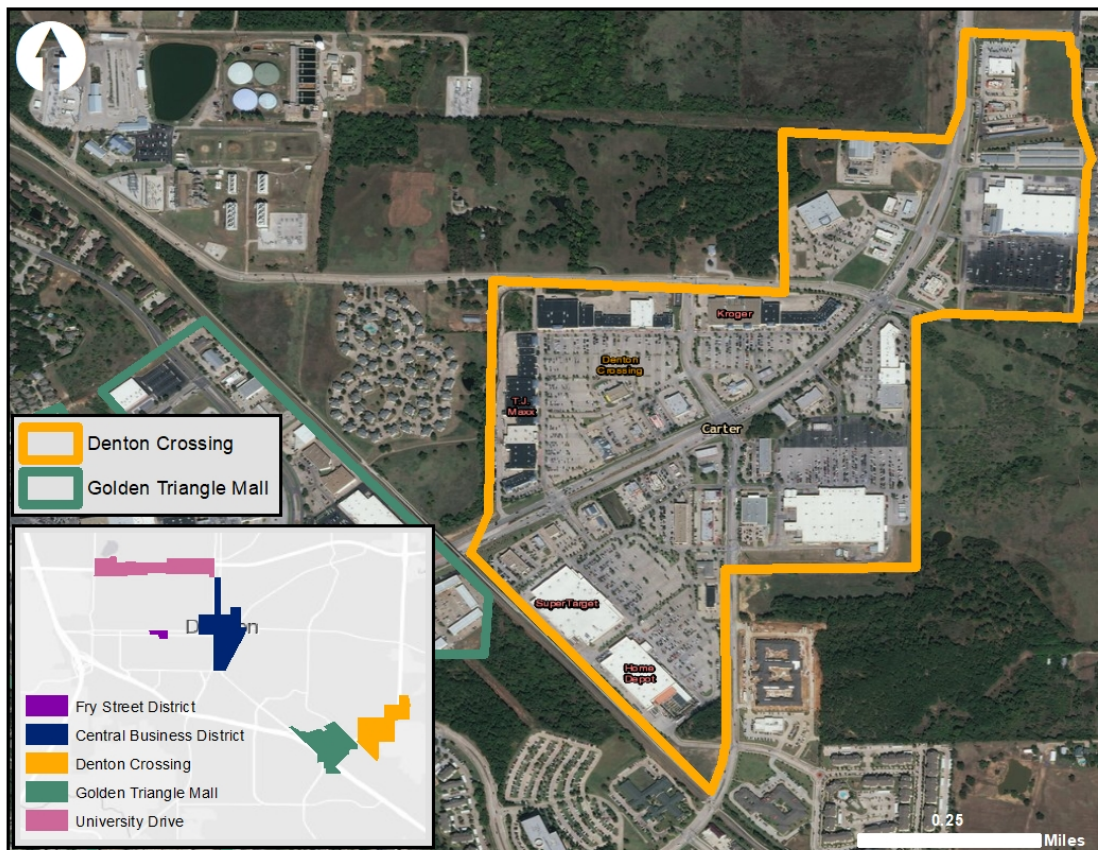 Kroger
Denton
Crossing
T.J.
Maxx
Carter
SuperTarget
Home
Depot
Denton Crossing
Golden Triangle Mall
Fry Street District
Central Business District
Denton Crossing
Golden Triangle Mall
University Drive
0.25
Miles